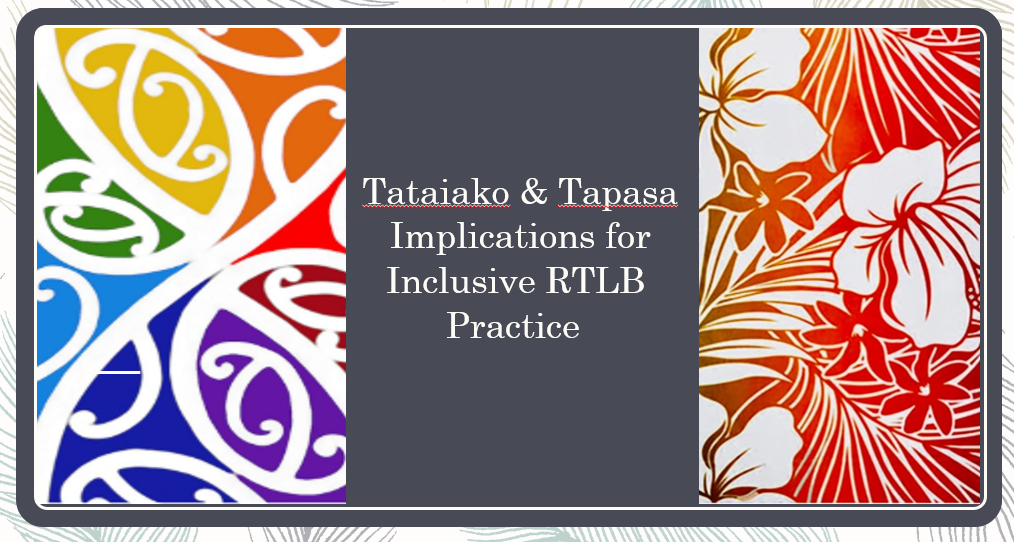 Tataiako & Tapasa
Implications for
Inclusive RTLB
Practice